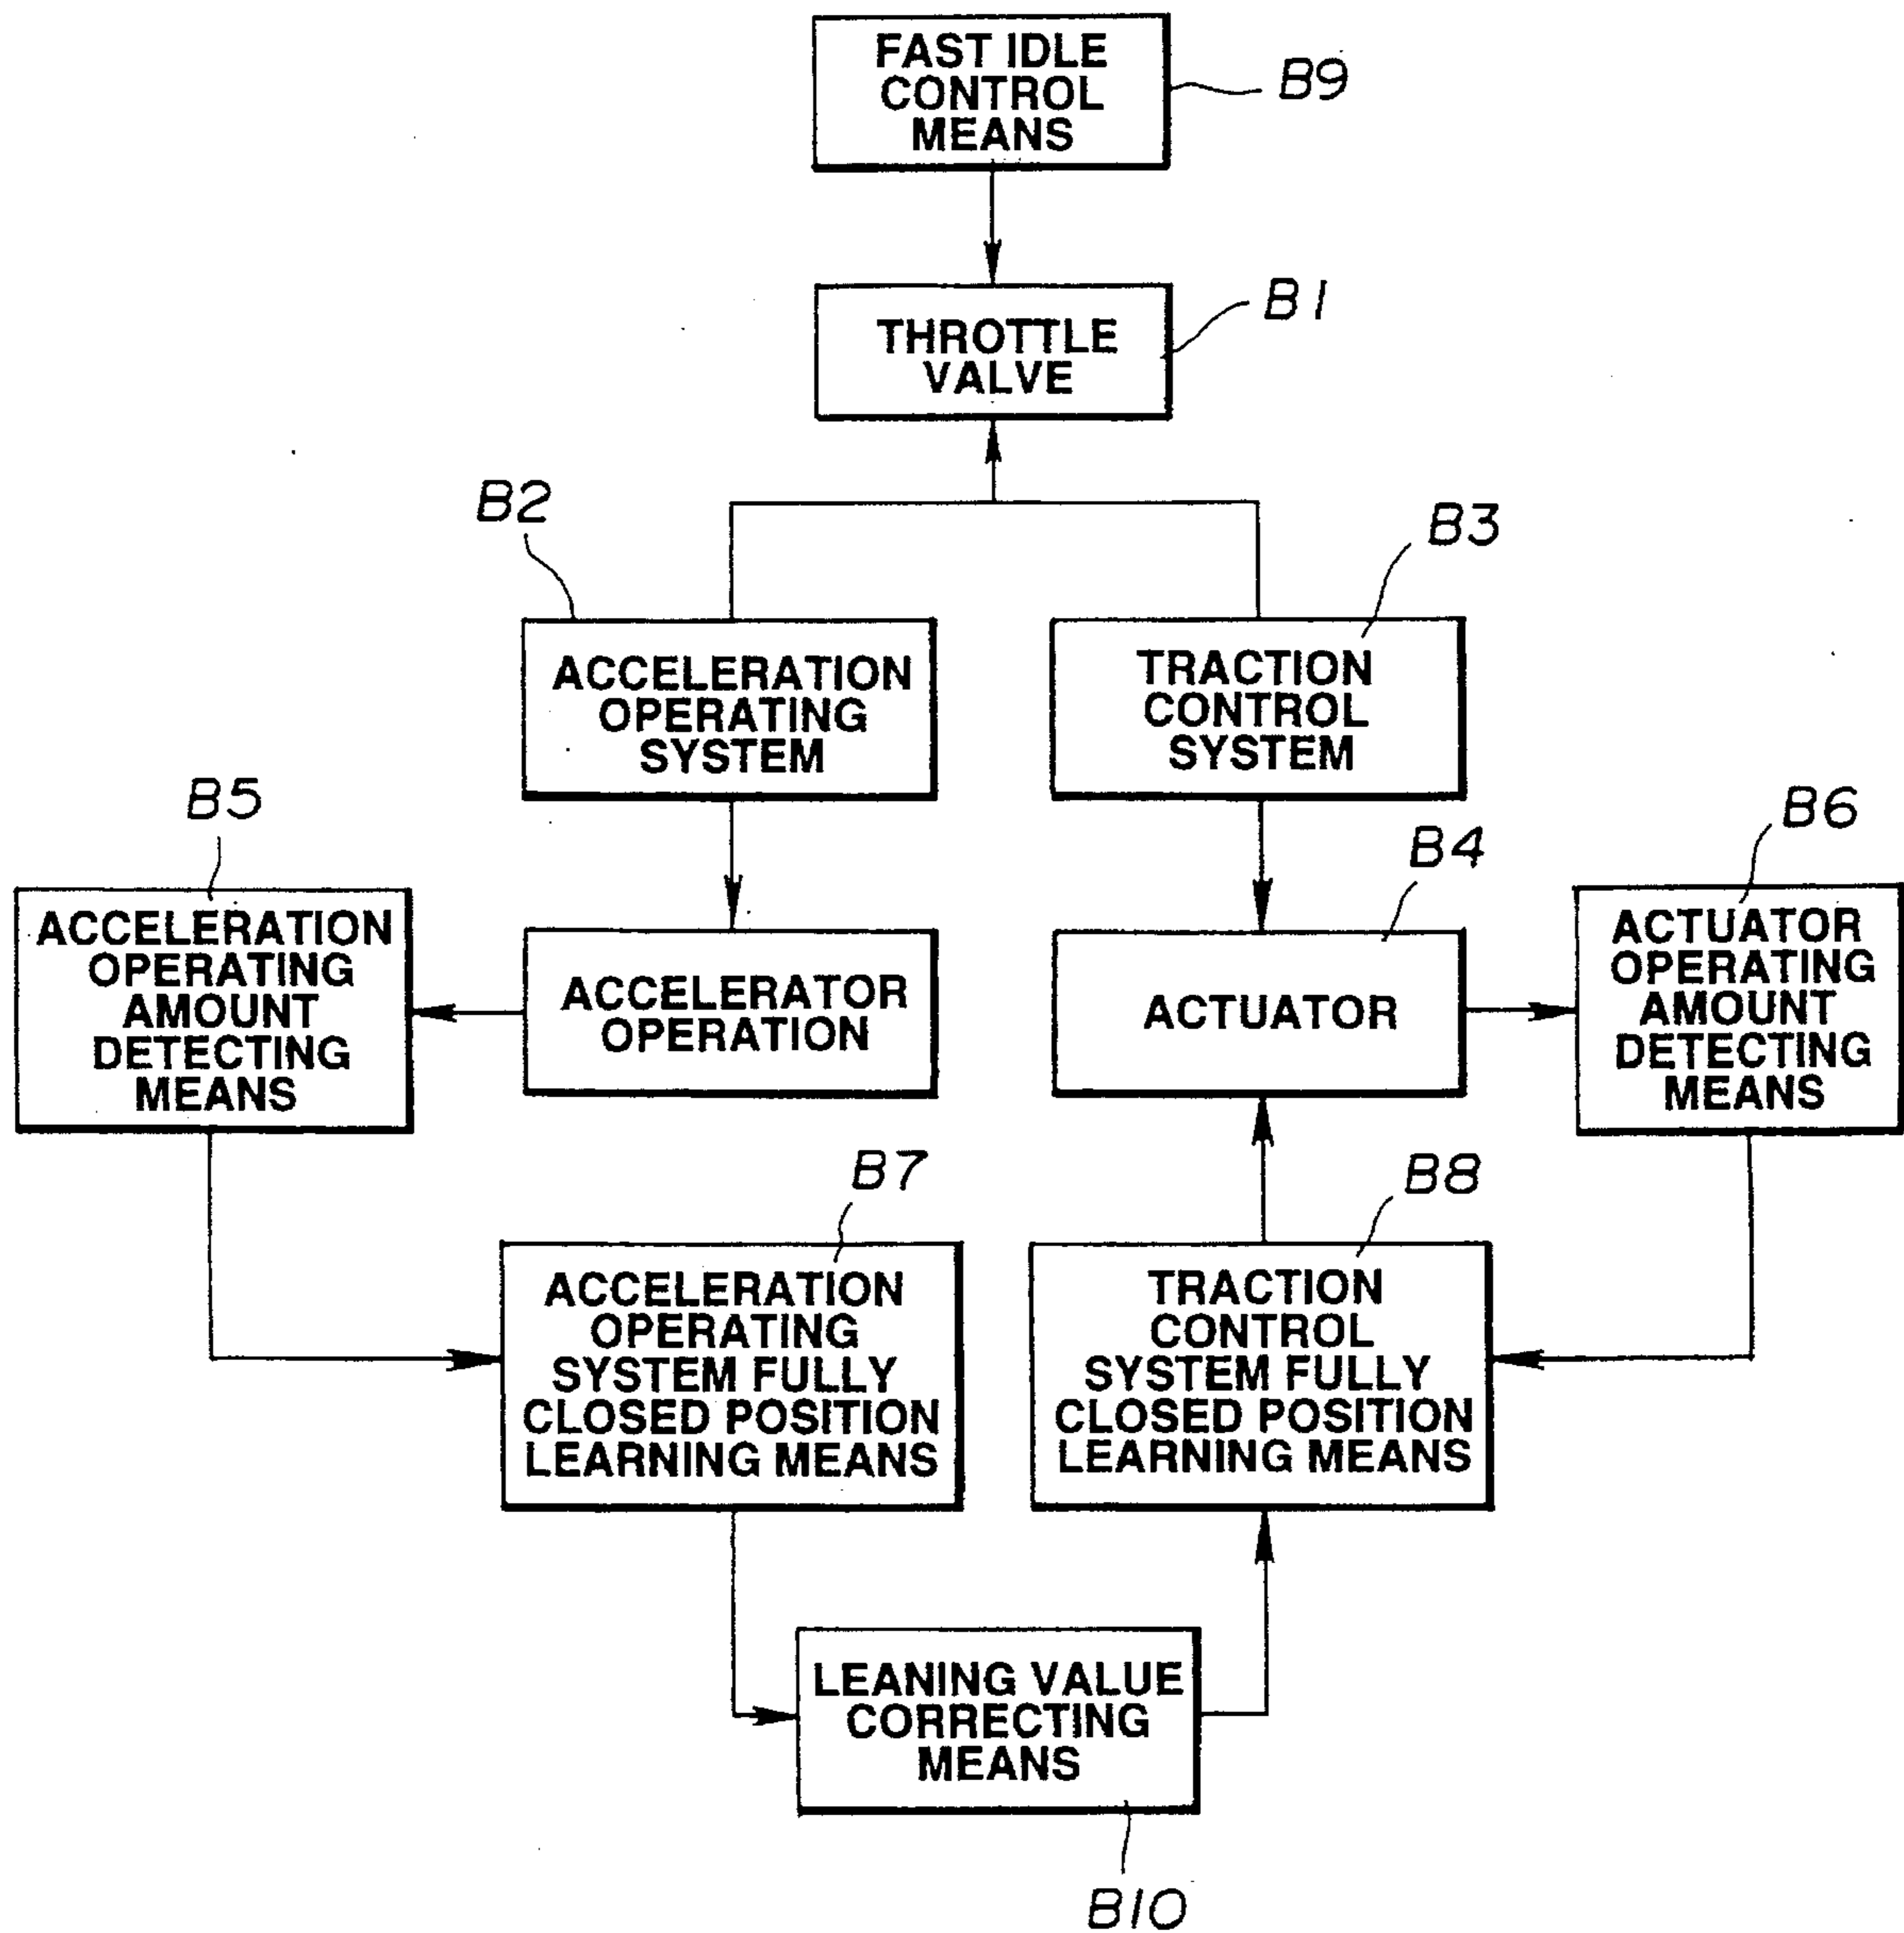 FAST IDLE
CONTROL
MEANS
B9
THROTTLE
VALVE
B1
B2
B3
ACCELERATION
OPERATING
SYSTEM
TRACTION
CONTROL
SYSTEM
B5
B4
B6
ACCELERATION
OPERATING
AMOUNT
DETECTING
MEANS
ACCELERATOR
OPERATION
ACTUATOR
ACTUATOR
OPERATING
AMOUNT
DETECTING
MEANS
B7
B8
ACCELERATION
OPERATING
SYSTEM FULLY
CLOSED POSITION
LEARNING MEANS
TRACTION
CONTROL
SYSTEM FULLY
CLOSED POSITION
LEARNING MEANS
LEANING VALUE
CORRECTING
MEANS
B10